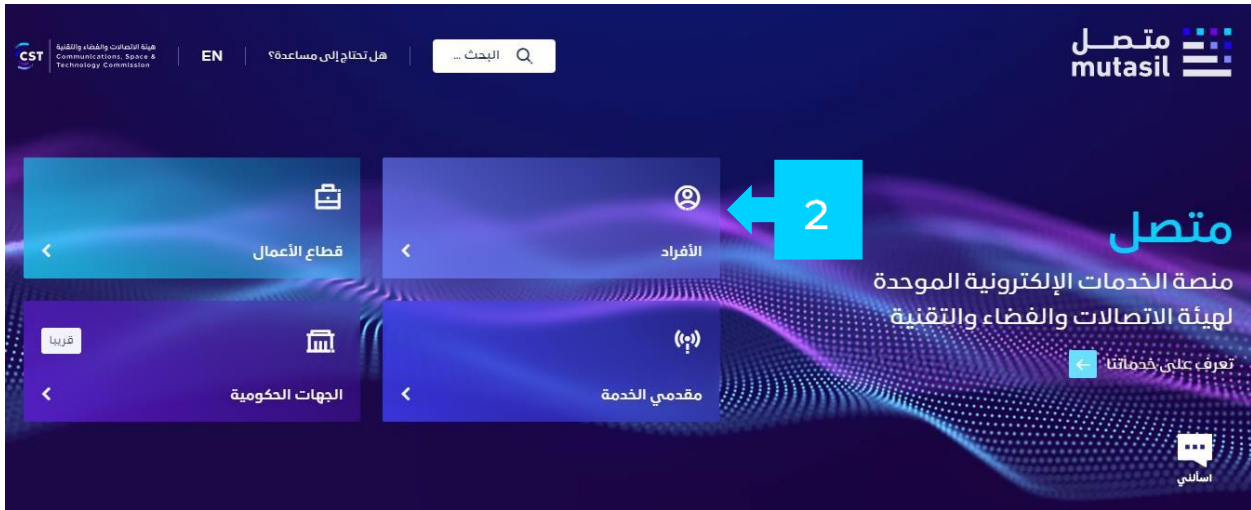 متصل
mutasil
البحث ...
هل تحتاج إلى مساعدة؟
EN
هيئة الاتصالات والفضاء والتقنية
Communications, Space &
Technology Commission
CST
متصل
منصة الخدمات الإلكترونية الموحدة
لهيئة الاتصالات والفضاء والتقنية
تعرف على خدماتنا
2
الأفراد
قطاع الأعمال
مقدمي الخدمة
قريبا
الجهات الحكومية
اسألني